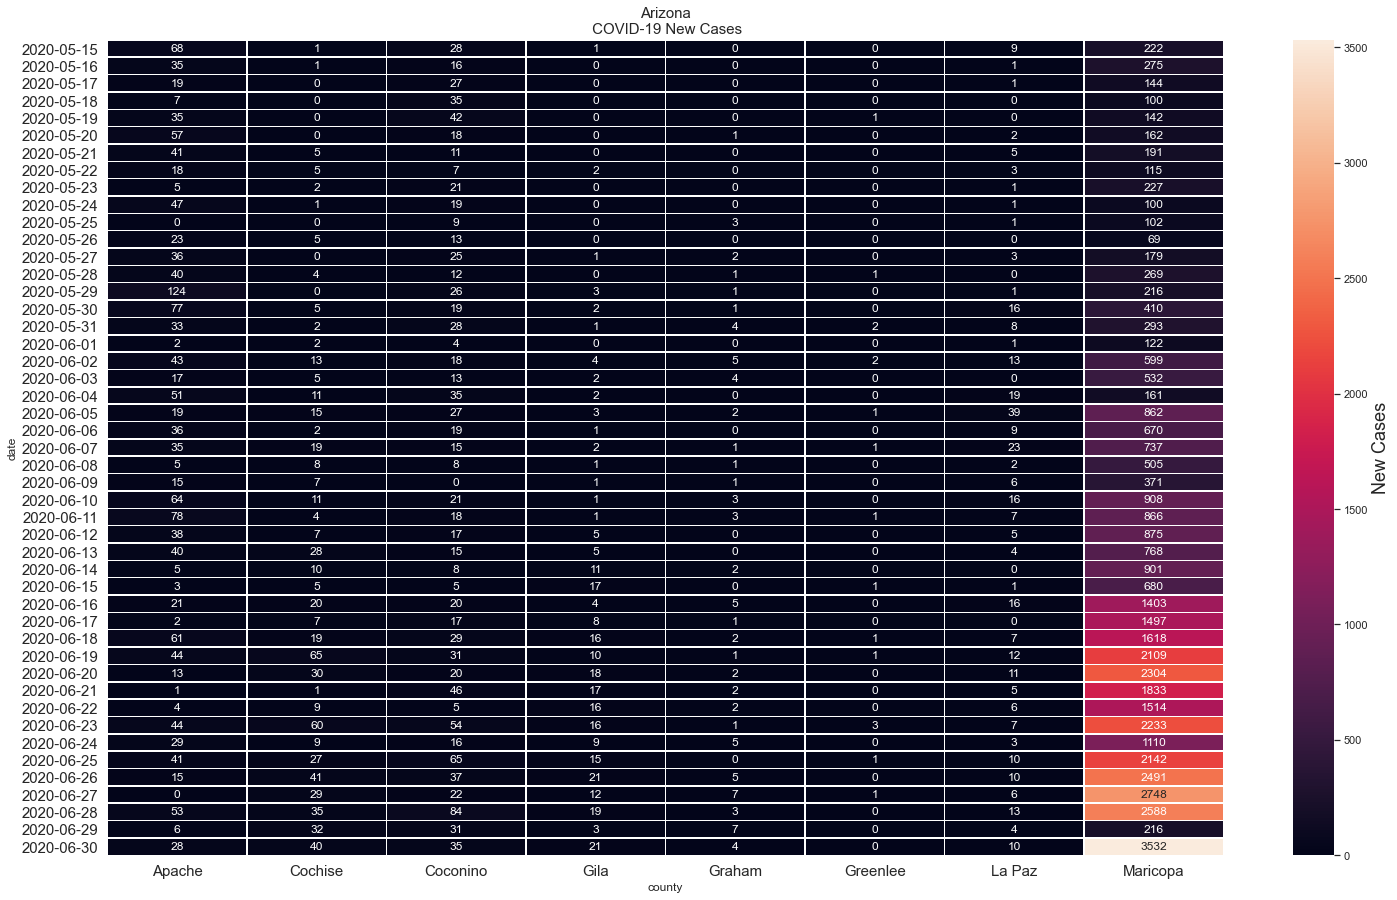 Arizona
COVID-19 New Cases
2020-05-15 68 1 28 1 0 0 9 222
2020-05-16 35 1 16 0 0 0 1 275
2020-05-17 19 0 27 0 0 0 1 144
2020-05-18 7 0 35 0 0 0 0 100
2020-05-19 35 0 42 0 0 1 0 142
2020-05-20 57 0 18 0 1 0 2 162
2020-05-21 41 5 11 0 0 0 5 191
2020-05-22 18 5 7 2 0 0 3 115
2020-05-23 5 2 21 0 0 0 1 227
2020-05-24 47 1 19 0 0 0 1 100
2020-05-25 0 0 9 0 3 0 1 102
2020-05-26 23 5 13 0 0 0 0 69
2020-05-27 36 0 25 1 2 0 3 179
2020-05-28 40 4 12 0 1 1 0 269
2020-05-29 124 0 26 3 1 0 1 216
2020-05-30 77 5 19 2 1 0 16 410
2020-05-31 33 2 28 1 4 2 8 293
2020-06-01 2 2 4 0 0 0 1 122
2020-06-02 43 13 18 4 5 2 13 599
2020-06-03 17 5 13 2 4 0 0 532
2020-06-04 51 11 35 2 0 0 19 161
2020-06-05 19 15 27 3 2 1 39 862
2020-06-06 36 2 19 1 0 0 9 670
2020-06-07 35 19 15 2 1 1 23 737
2020-06-08 5 8 8 1 1 0 2 505
2020-06-09 15 7 0 1 1 0 6 371
2020-06-10 64 11 21 1 3 0 16 908
2020-06-11 78 4 18 1 3 1 7 866
2020-06-12 38 7 17 5 0 0 5 875
2020-06-13 40 28 15 5 0 0 4 768
2020-06-14 5 10 8 11 2 0 0 901
2020-06-15 3 5 5 17 0 1 1 680
2020-06-16 21 20 20 4 5 0 16 1403
2020-06-17 2 7 17 8 1 0 0 1497
2020-06-18 61 19 29 16 2 1 7 1618
2020-06-19 44 65 31 10 1 1 12 2109
2020-06-20 13 30 20 18 2 0 11 2304
2020-06-21 1 1 46 17 2 0 5 1833
2020-06-22 4 9 5 16 2 0 6 1514
2020-06-23 44 60 54 16 1 3 7 2233
2020-06-24 29 9 16 9 5 0 3 1110
2020-06-25 41 27 65 15 0 1 10 2142
2020-06-26 15 41 37 21 5 0 10 2491
2020-06-27 0 29 22 12 7 1 6 2748
2020-06-28 53 35 84 19 3 0 13 2588
2020-06-29 6 32 31 3 7 0 4 216
2020-06-30 28 40 35 21 4 0 10 3532
Apache Cochise Coconino Gila Graham Greenlee La Paz Maricopa
county
date
3500
3000
2500
2000
1500
1000
500
0
New Cases